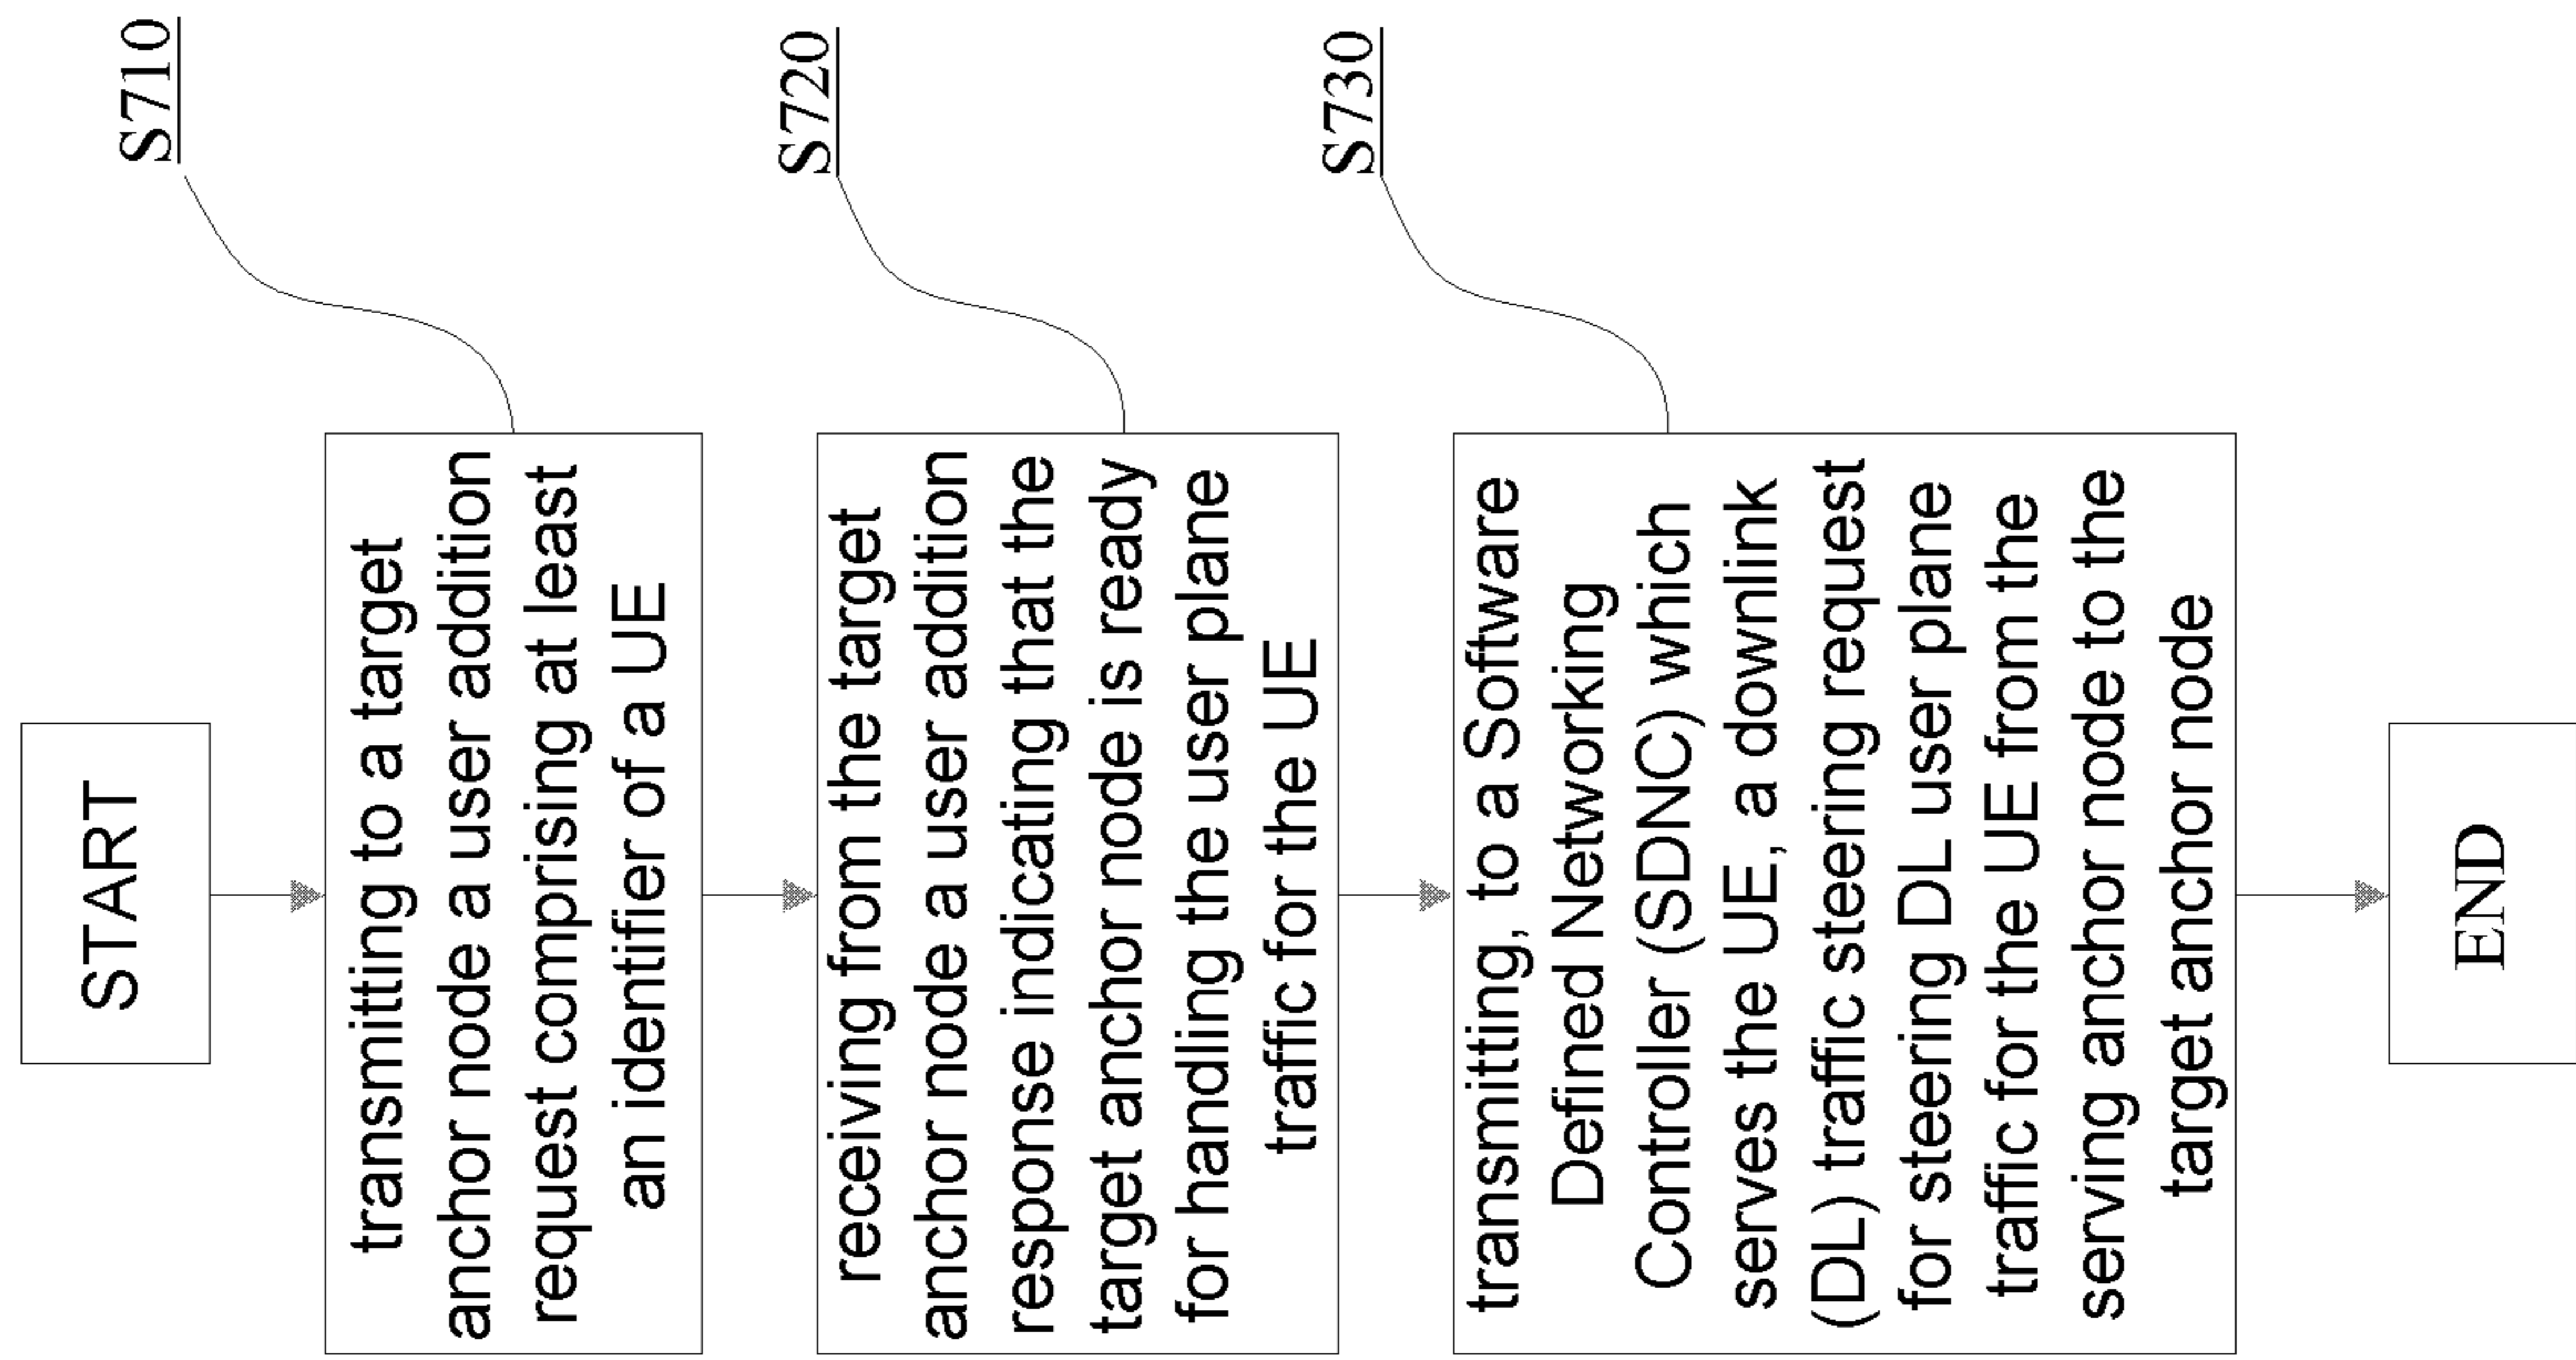 START
S710
transmitting to a target
anchor node a user addition
request comprising at least
an identifier of a UE
S720
receiving from the target
anchor node a user addition
response indicating that the
target anchor node is ready
for handling the user plane
traffic for the UE
S730
transmitting, to a Software
Defined Networking
Controller (SDNC) which
serves the UE, a downlink
(DL) traffic steering request
for steering DL user plane
traffic for the UE from the
serving anchor node to the
target anchor node
END